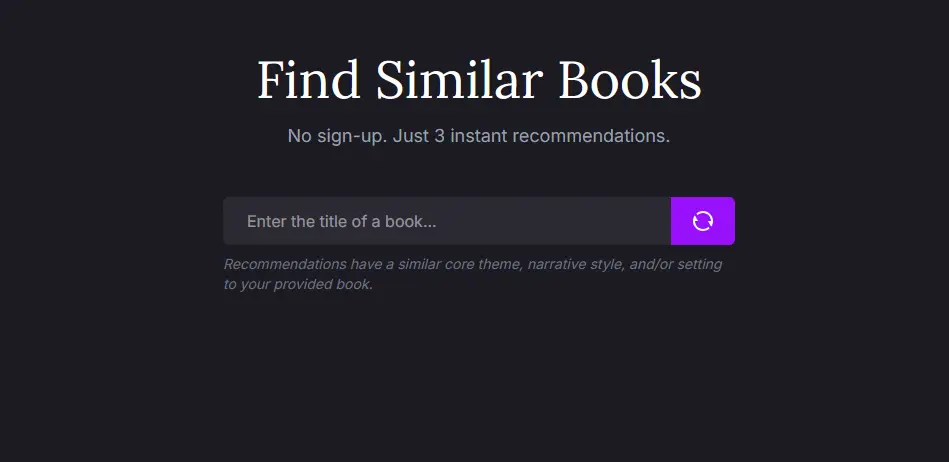 Find Similar Books
No sign-up. Just 3 instant recommendations.
Enter the title of a book...
Recommendations have a similar core theme, narrative style, and/or setting
to your provided book.